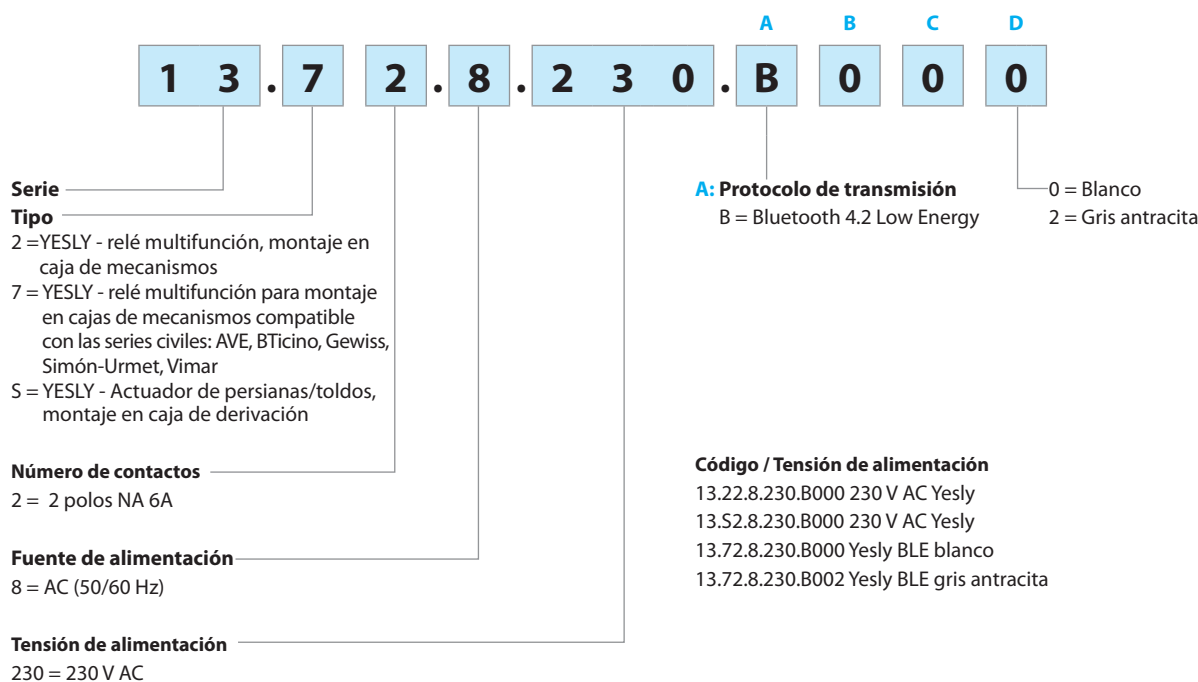 A B C D
1 3 . 7 2 . 8 . 2 3 0 . B 0 0 0
Serie
Tipo
2 =YESLY - relé multifunción, montaje en
caja de mecanismos
7 = YESLY - relé multifunción para montaje
en cajas de mecanismos compatible
con las series civiles: AVE, BTicino, Gewiss,
Simón-Urmet, Vimar
S = YESLY - Actuador de persianas/toldos,
montaje en caja de derivación
Número de contactos
2 = 2 polos NA 6A
Fuente de alimentación
8 = AC (50/60 Hz)
Tensión de alimentación
230 = 230 V AC
A: Protocolo de transmisión
B = Bluetooth 4.2 Low Energy
0 = Blanco
2 = Gris antracita
Código / Tensión de alimentación
13.22.8.230.B000 230 V AC Yesly
13.S2.8.230.B000 230 V AC Yesly
13.72.8.230.B000 Yesly BLE blanco
13.72.8.230.B002 Yesly BLE gris antracita